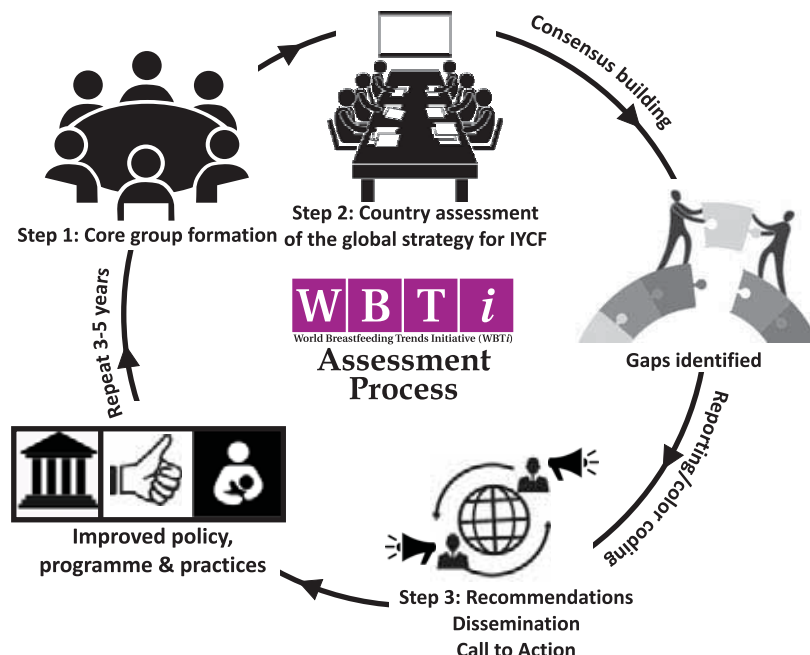 Step 1: Core group formation
Step 2: Country assessment
of the global strategy for IYCF
Consensus building
Gaps identified
Reporting/color coding
Step 3: Recommendations
Dissemination
Call to Action
Improved policy,
programme & practices
Repeat 3-5 years
WBTi
World Breastfeeding Trends Initiative (WBTi)
Assessment
Process